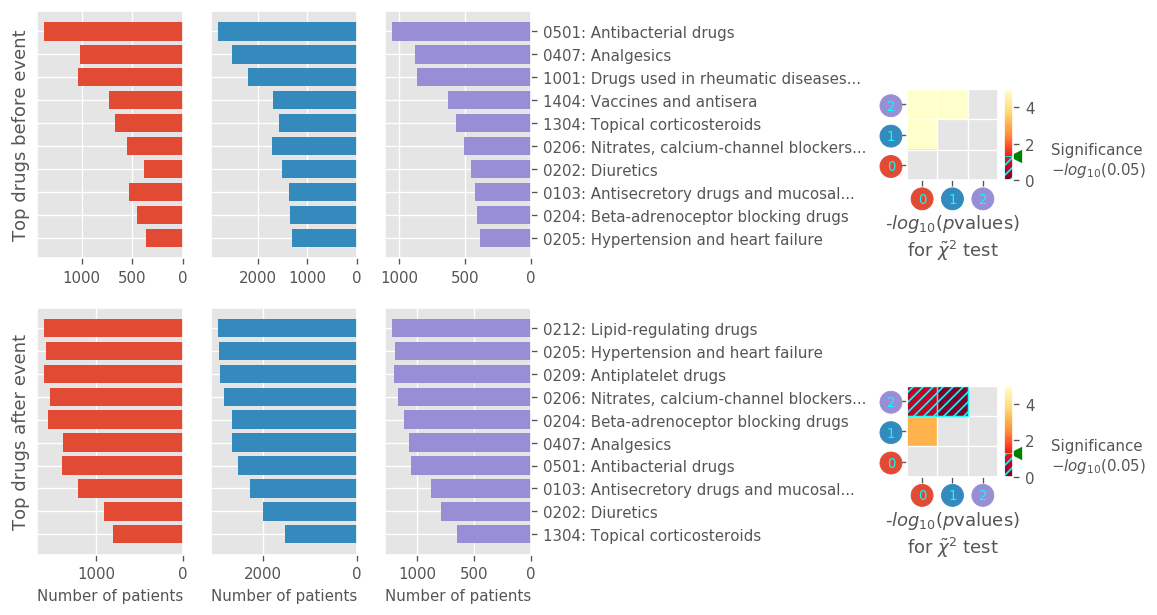 Top drugs before event
0501: Antibacterial drugs
0407: Analgesics
1001: Drugs used in rheumatic diseases...
1404: Vaccines and antisera
1304: Topical corticosteroids
0206: Nitrates, calcium-channel blockers...
0202: Diuretics
0103: Antisecretory drugs and mucosal...
0204: Beta-adrenoceptor blocking drugs
0205: Hypertension and heart failure
1000 500 0
2000 1000 0
1000 500 0
2
1
0
0 1 2
4
2
0
Significance
−log₁₀(0.05)
-log₁₀(pvalues)
for χ̃² test
Top drugs after event
0212: Lipid-regulating drugs
0205: Hypertension and heart failure
0209: Antiplatelet drugs
0206: Nitrates, calcium-channel blockers...
0204: Beta-adrenoceptor blocking drugs
0407: Analgesics
0501: Antibacterial drugs
0103: Antisecretory drugs and mucosal...
0202: Diuretics
1304: Topical corticosteroids
1000 0
2000 0
1000 500 0
Number of patients
Number of patients
Number of patients
2
1
0
0 1 2
4
2
0
Significance
−log₁₀(0.05)
-log₁₀(pvalues)
for χ̃² test